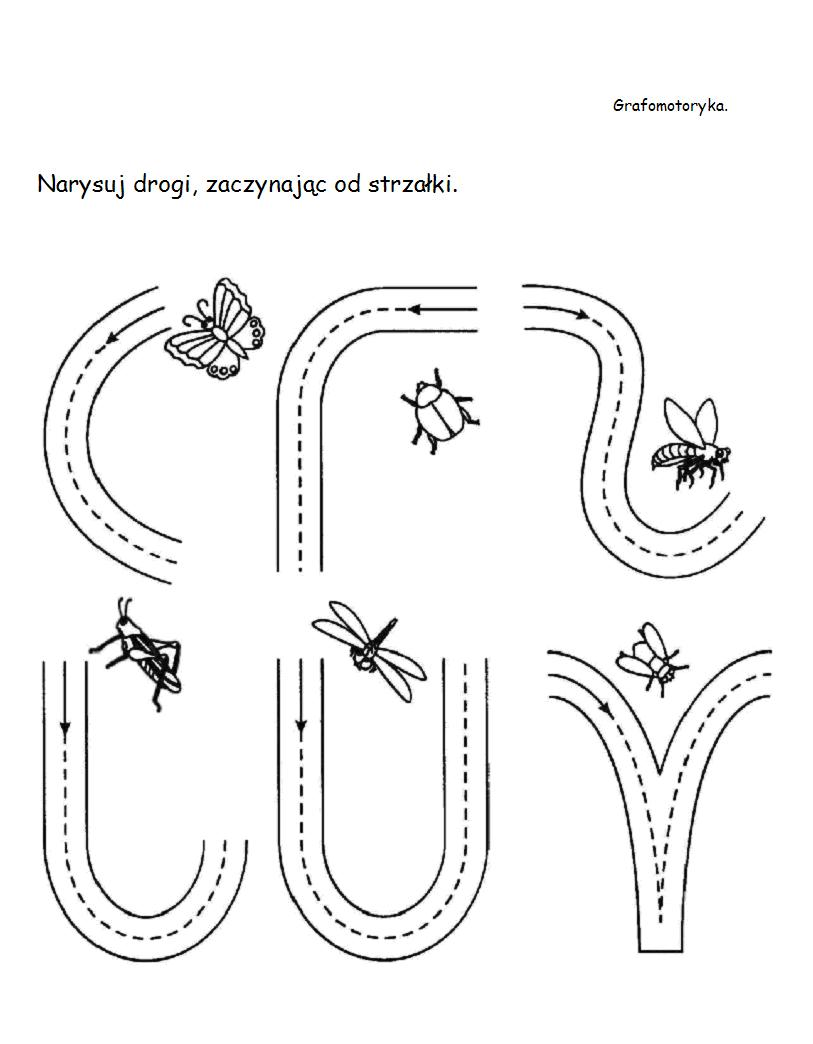 Grafomotoryka.
Narysuj drogi, zaczynając od strzałki.